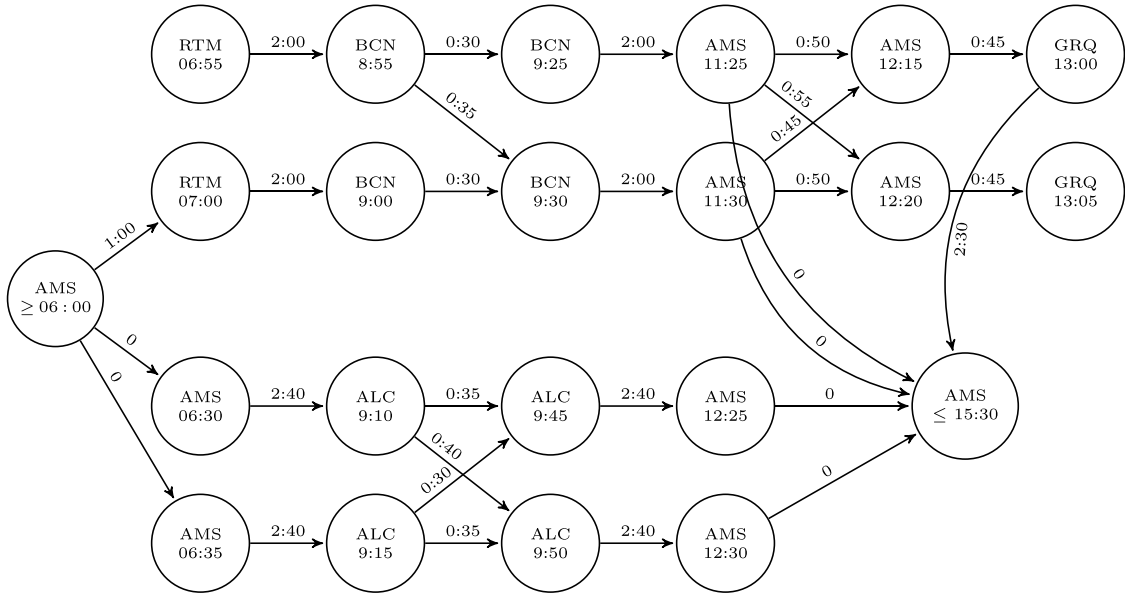 RTM
06:55
2:00
BCN
8:55
0:30
BCN
9:25
2:00
AMS
11:25
0:50
AMS
12:15
0:45
GRQ
13:00
0:35
0:55
0:45
RTM
07:00
2:00
BCN
9:00
0:30
BCN
9:30
2:00
AMS
11:30
0:50
AMS
12:20
0:45
GRQ
13:05
1:00
2:30
AMS
≥ 06 : 00
0
0
0
0
AMS
06:30
2:40
ALC
9:10
0:35
ALC
9:45
2:40
AMS
12:25
0
AMS
≤ 15:30
0:40
0:30
0
AMS
06:35
2:40
ALC
9:15
0:35
ALC
9:50
2:40
AMS
12:30